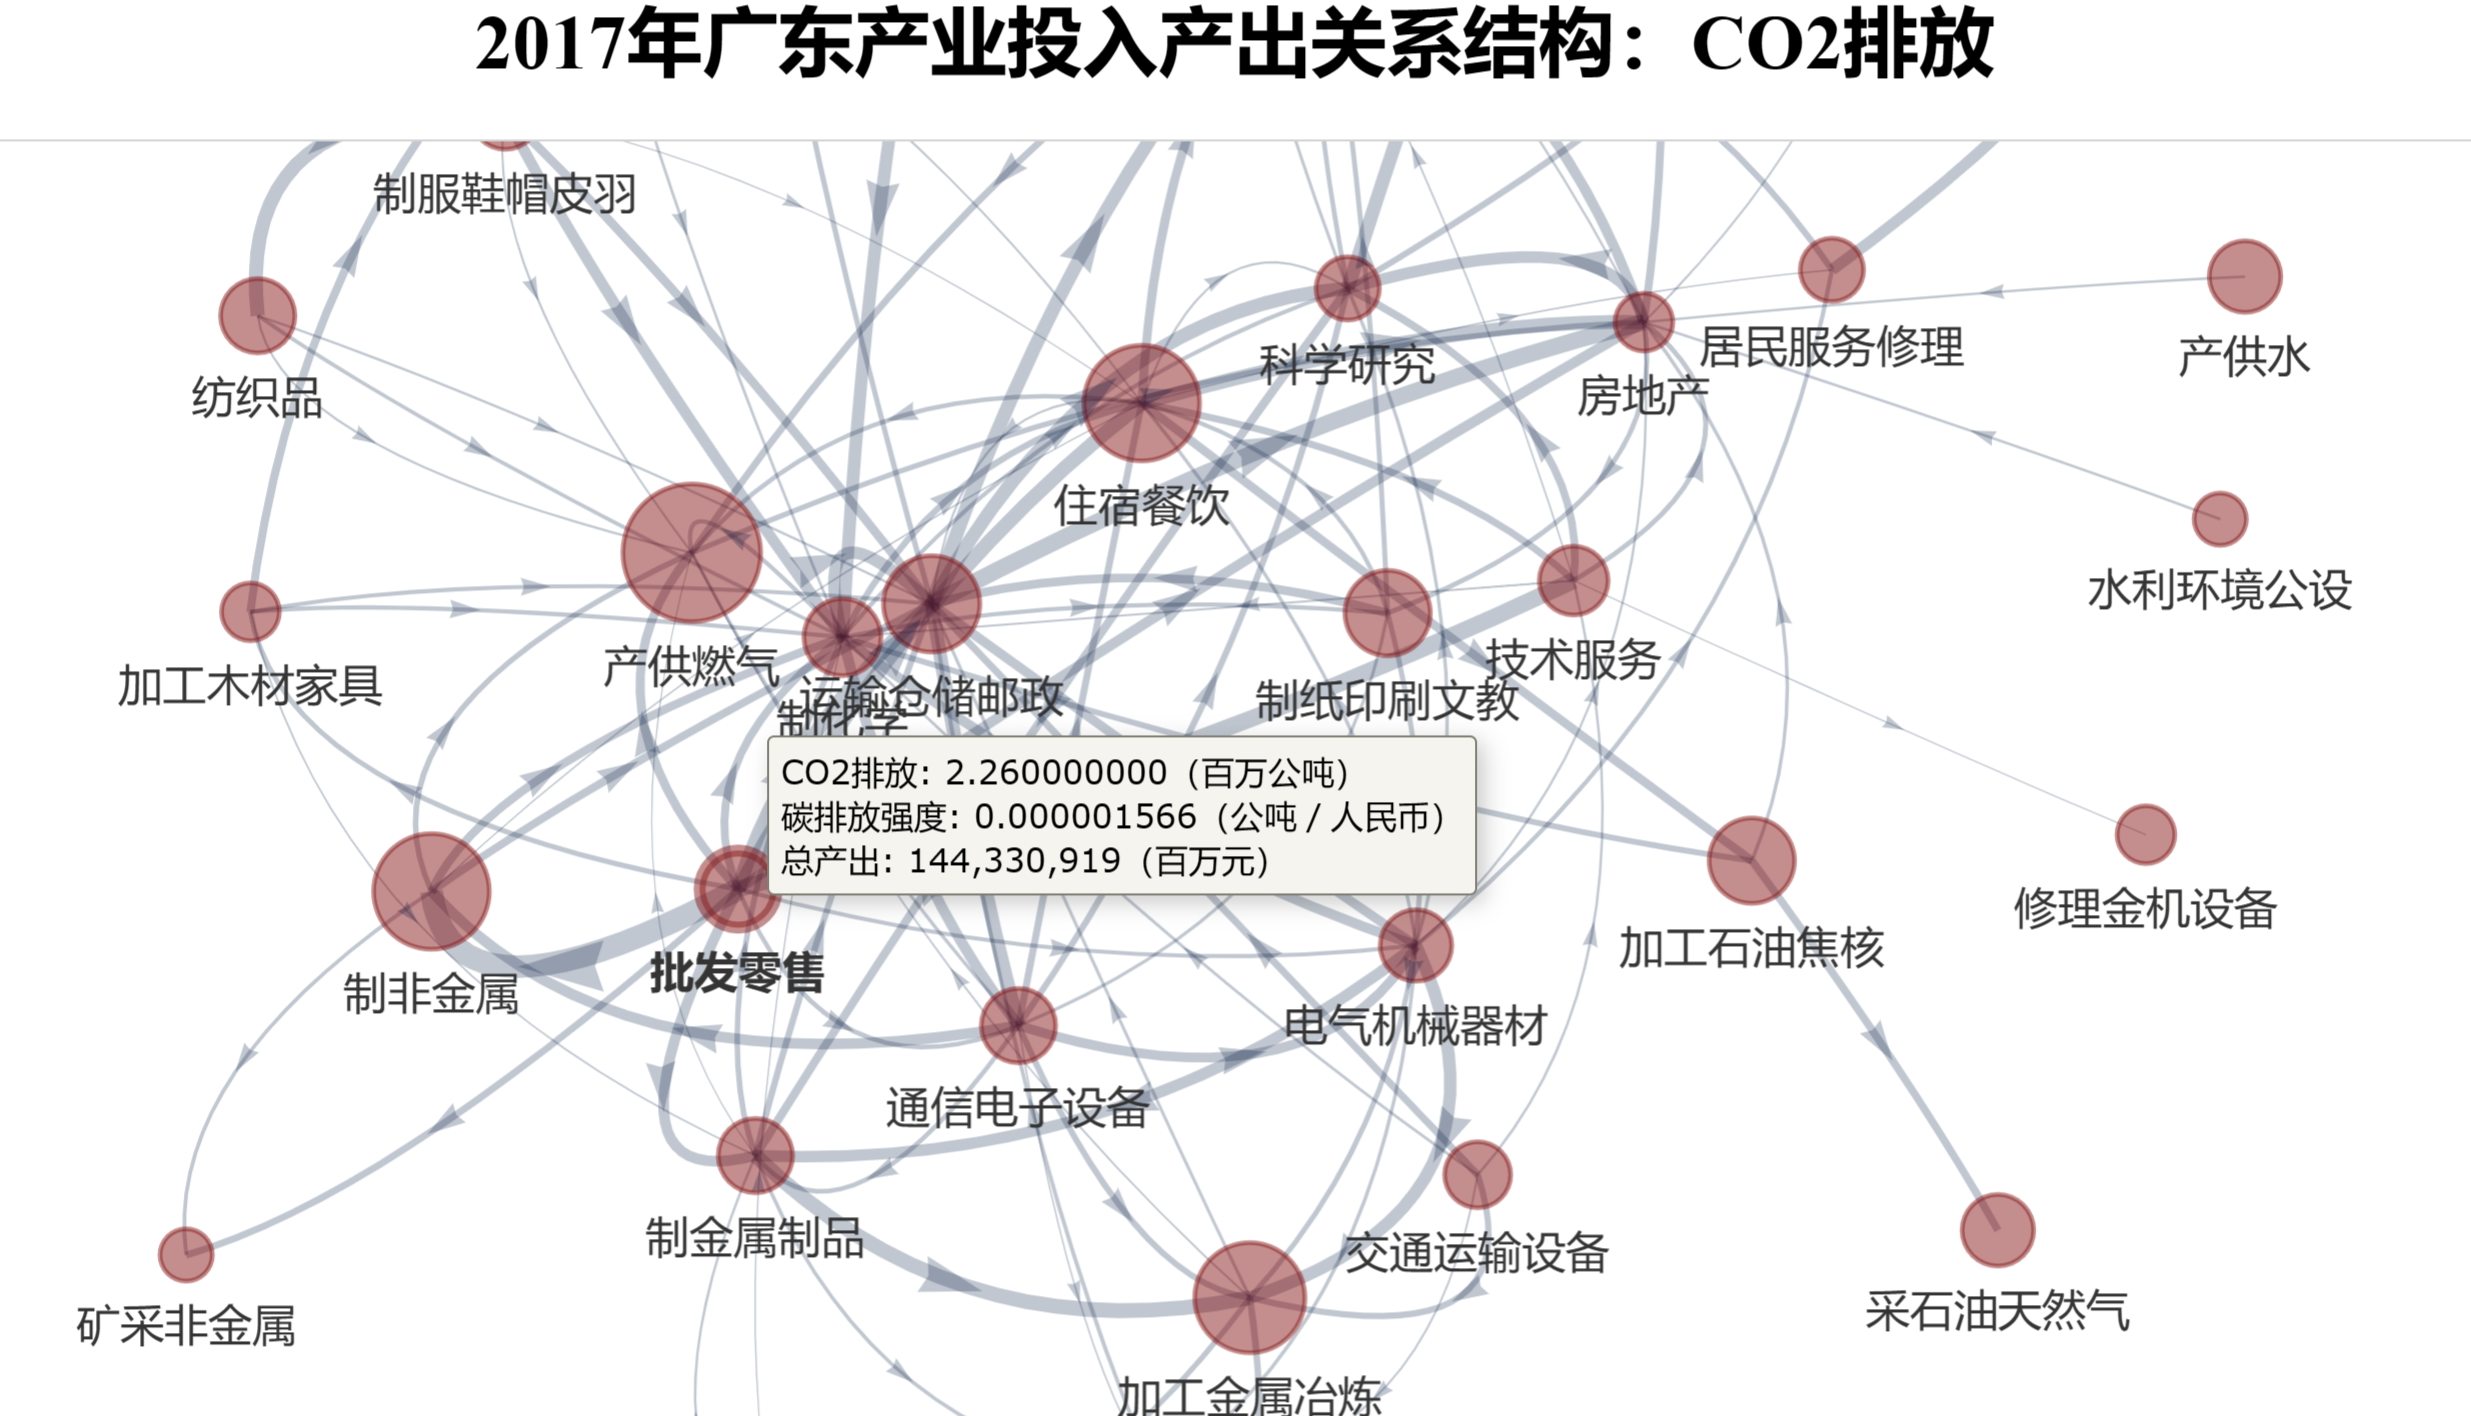 2017年广东产业投入产出关系结构：CO2排放
制服鞋帽皮羽
纺织品
科学研究
居民服务修理
产供水
房地产
住宿餐饮
水利环境公设
产供燃气
加工木材家具
运输仓储邮政
制化学
制纸印刷文教
技术服务
CO2排放: 2.260000000（百万公吨）
碳排放强度: 0.000001566（公吨 / 人民币）
总产出: 144,330,919（百万元）
修理金机设备
加工石油焦核
批发零售
制非金属
电气机械器材
通信电子设备
制金属制品
交通运输设备
采石油天然气
矿采非金属
加工金属冶炼